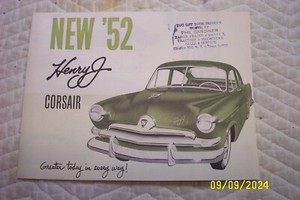 NEW '52
Henry J
CORSAIR
Greater today in every way!
09/09/2024